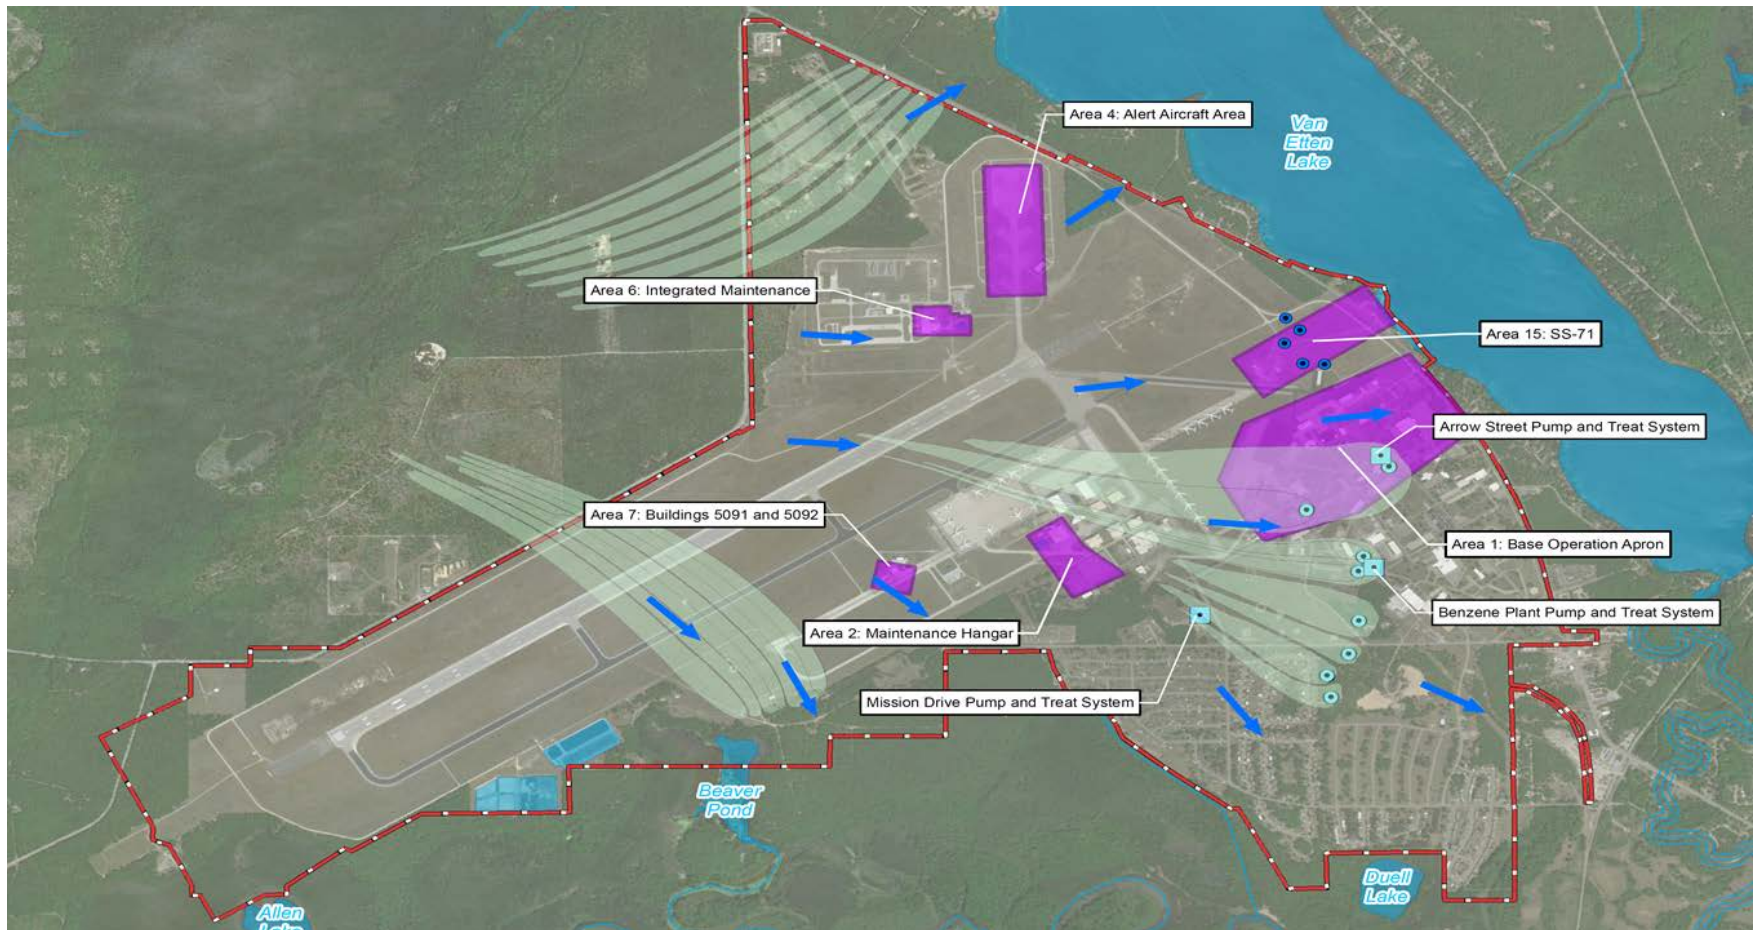 Area 4: Alert Aircraft Area
Van
Etten
Lake
Area 6: Integrated Maintenance
Area 15: SS-71
Arrow Street Pump and Treat System
Area 7: Buildings 5091 and 5092
Area 1: Base Operation Apron
Benzene Plant Pump and Treat System
Area 2: Maintenance Hangar
Mission Drive Pump and Treat System
Beaver
Pond
Duell
Lake
Allen
Lake